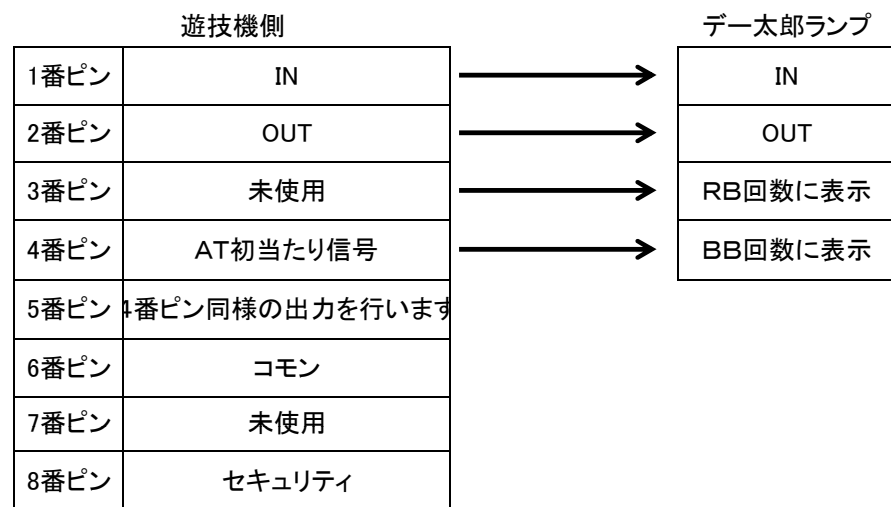 遊技機側 デー太郎ランプ
1番ピン IN IN
2番ピン OUT OUT
3番ピン 未使用 RB回数に表示
4番ピン AT初当たり信号 BB回数に表示
5番ピン 4番ピン同様の出力を行います
6番ピン コモン
7番ピン 未使用
8番ピン セキュリティ